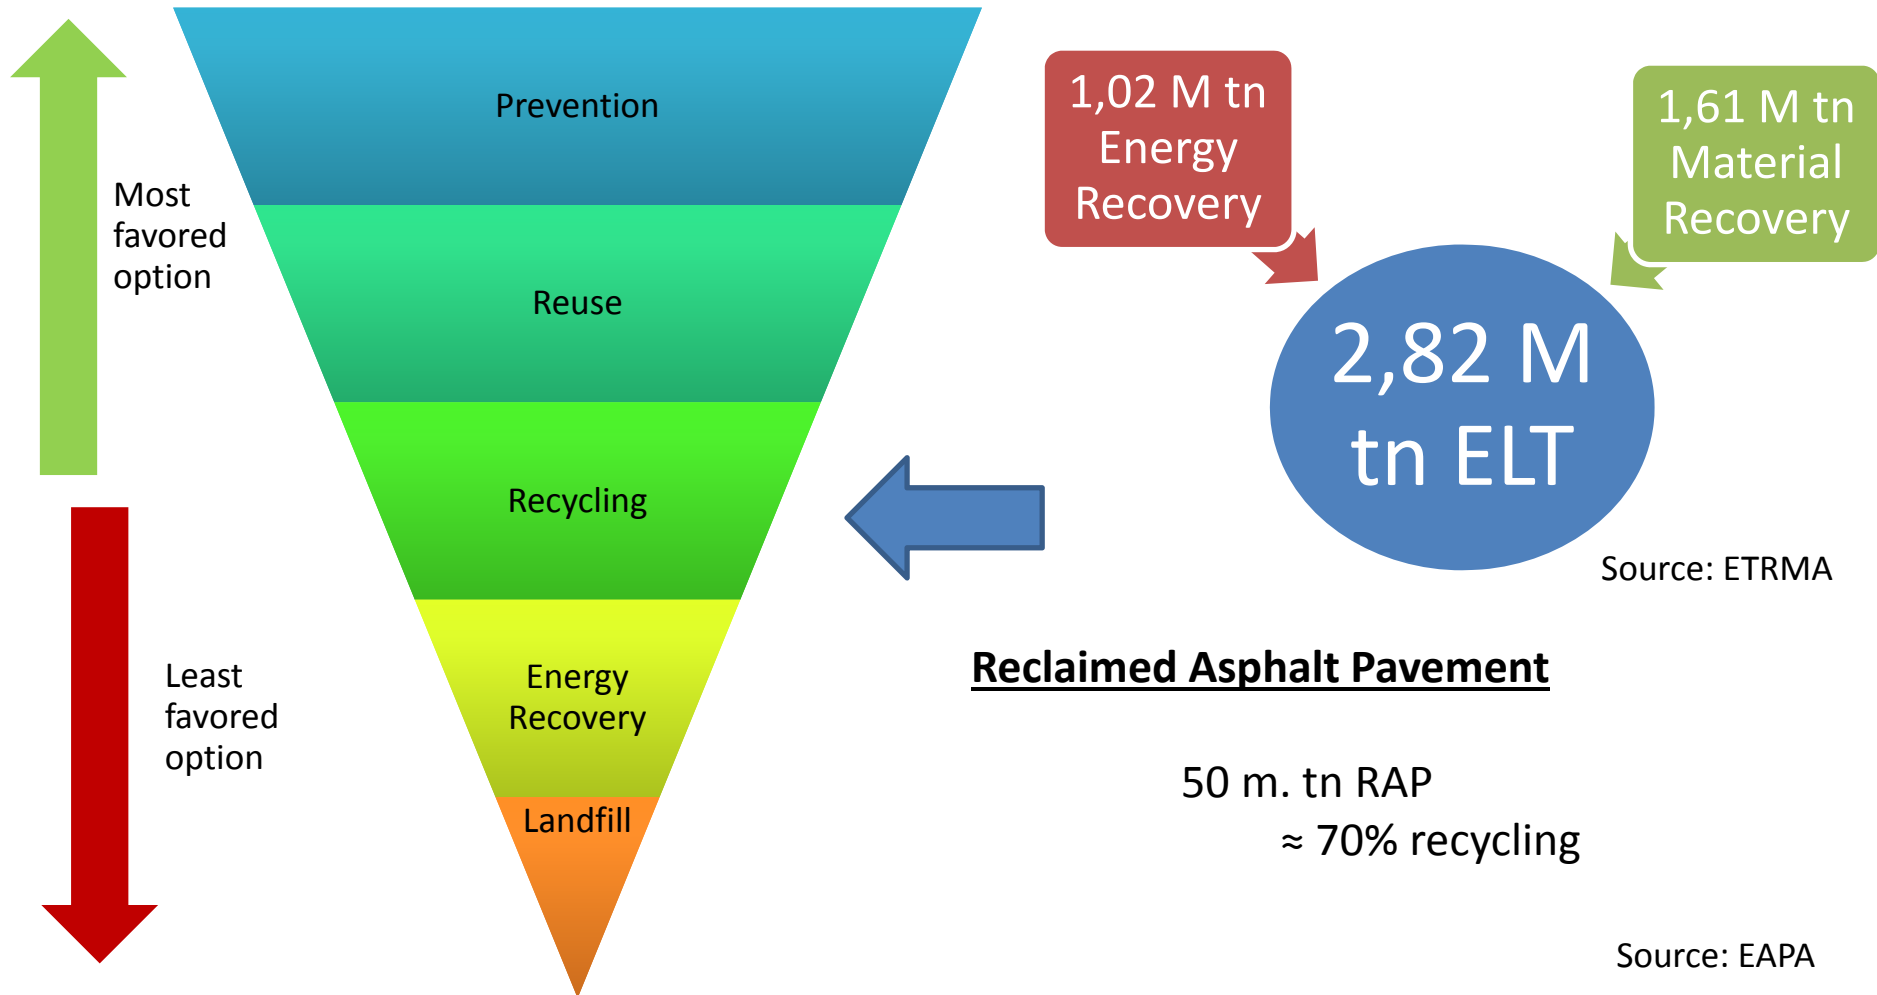 Most
favored
option
Least
favored
option
Prevention
Reuse
Recycling
Energy
Recovery
Landfill
1,02 M tn
Energy
Recovery
1,61 M tn
Material
Recovery
2,82 M
tn ELT
Source: ETRMA
Reclaimed Asphalt Pavement
50 m. tn RAP
≈ 70% recycling
Source: EAPA